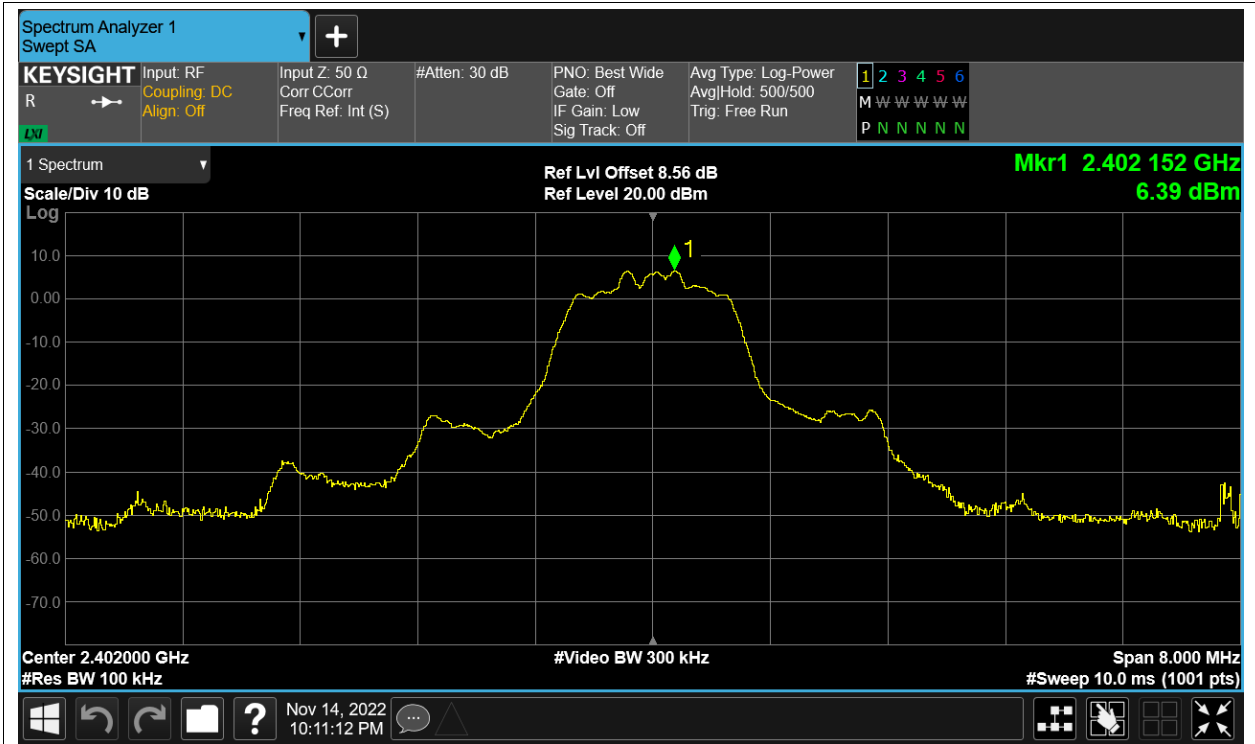 Spectrum Analyzer 1
Swept SA
+
KEYSIGHT Input: RF Input Z: 50 Ω #Atten: 30 dB PNO: Best Wide Avg Type: Log-Power 1 2 3 4 5 6
R Coupling: DC Corr CCorr Gate: Off Avg|Hold: 500/500
Align: Off Freq Ref: Int (S) IF Gain: Low Trig: Free Run M W W W W W W
LXI Sig Track: Off P N N N N N N
1 Spectrum
Ref Lvl Offset 8.56 dB
Mkr1 2.402 152 GHz
Scale/Div 10 dB
Ref Level 20.00 dBm
6.39 dBm
Log
1
10.0
0.00
-10.0
-20.0
-30.0
-40.0
-50.0
-60.0
-70.0
Center 2.402000 GHz #Video BW 300 kHz Span 8.000 MHz
#Res BW 100 kHz #Sweep 10.0 ms (1001 pts)
? Nov 14, 2022
10:11:12 PM